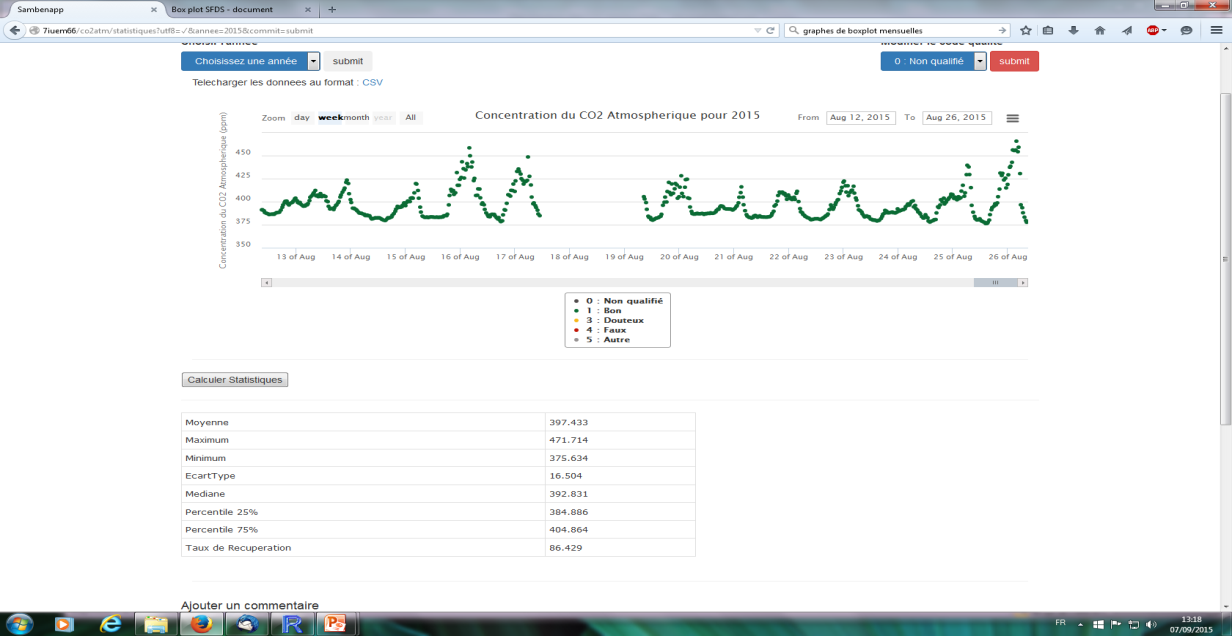 Sambenapp
Box plot SFDS - document
7iuem66/co2atm/statistiques?utf8=✓&annee=2015&commit=submit
graphes de boxplot mensuelles
ABP
Choisir l'année
Modifier le code qualité
Choisissez une année
submit
0 : Non qualifié
submit
Telecharger les donnees au format : CSV
Zoom day week month year All
Concentration du CO2 Atmospherique pour 2015
From Aug 12, 2015 To Aug 26, 2015
Concentration du CO2 Atmospherique (ppm)
450
425
400
375
350
13 of Aug 14 of Aug 15 of Aug 16 of Aug 17 of Aug 18 of Aug 19 of Aug 20 of Aug 21 of Aug 22 of Aug 23 of Aug 24 of Aug 25 of Aug 26 of Aug
0 : Non qualifié
1 : Bon
3 : Douteux
4 : Faux
5 : Autre
Calculer Statistiques
Moyenne 397.433
Maximum 471.714
Minimum 375.634
EcartType 16.504
Mediane 392.831
Percentile 25% 384.886
Percentile 75% 404.864
Taux de Recuperation 86.429
Ajouter un commentaire
FR
13:18
07/09/2015